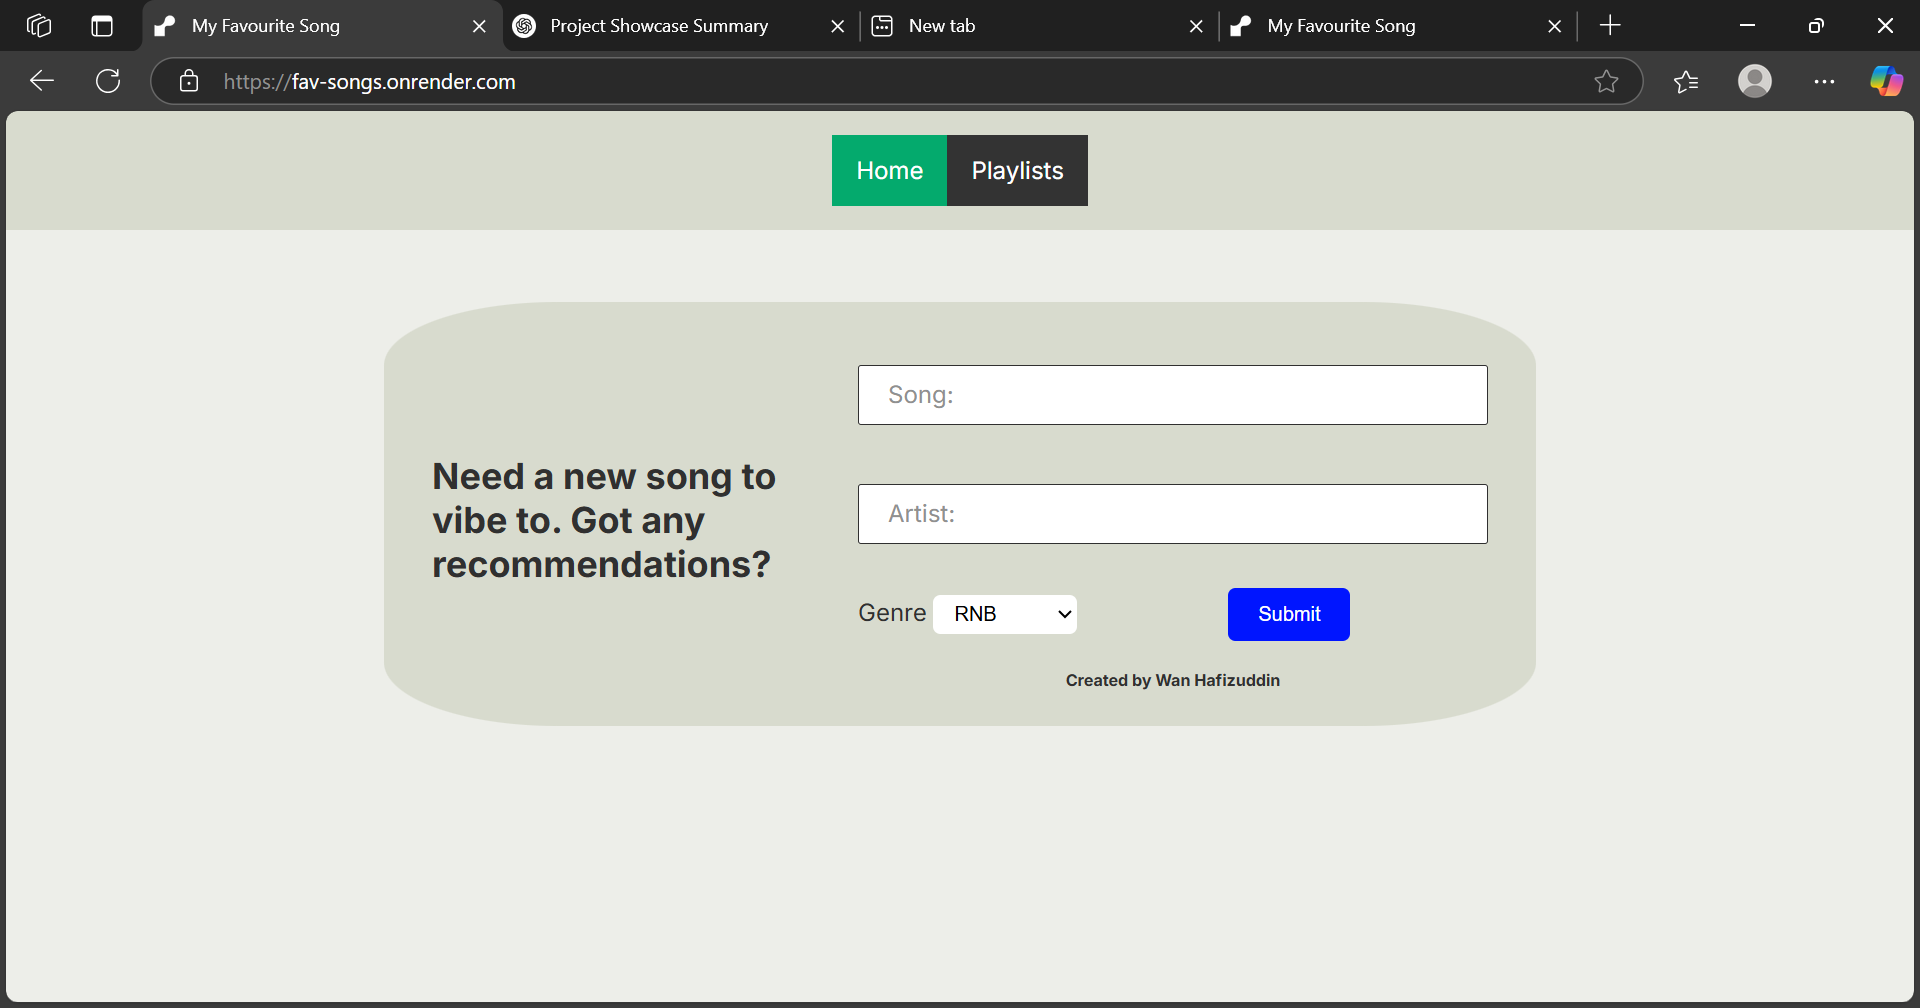 My Favourite Song
Project Showcase Summary
New tab
My Favourite Song
https://fav-songs.onrender.com
Home
Playlists
Need a new song to
vibe to. Got any
recommendations?
Song:
Artist:
Genre
RNB
Submit
Created by Wan Hafizuddin